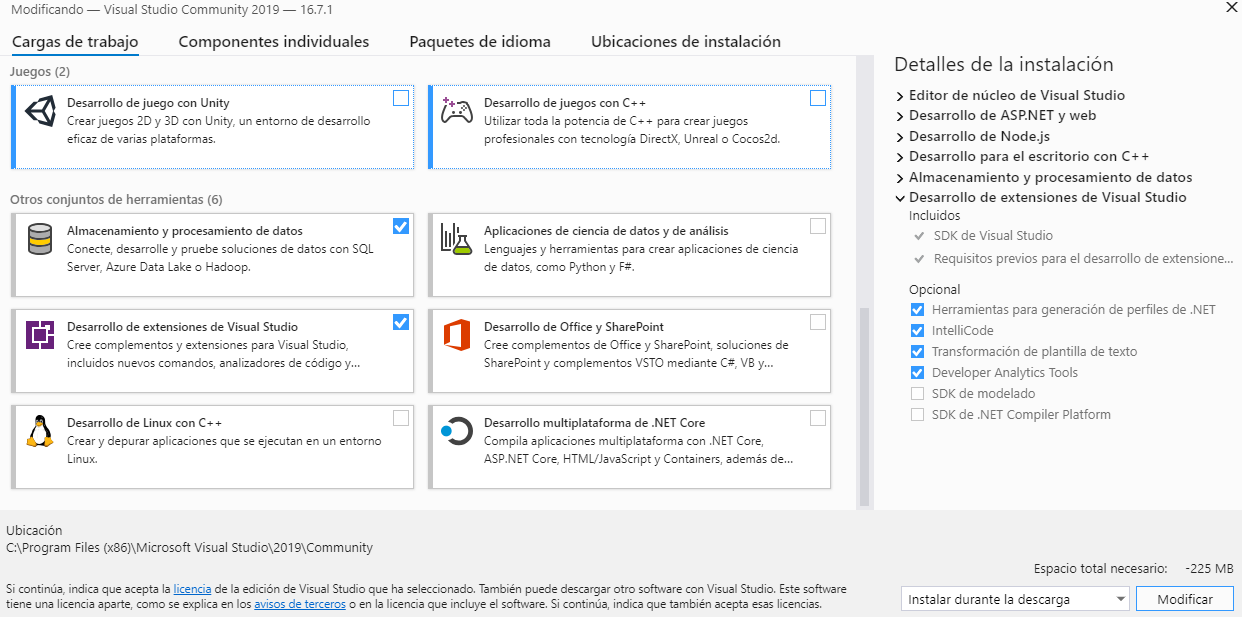 Modificando — Visual Studio Community 2019 — 16.7.1
Cargas de trabajo
Componentes individuales
Paquetes de idioma
Ubicaciones de instalación
Juegos (2)
Desarrollo de juego con Unity
Crear juegos 2D y 3D con Unity, un entorno de desarrollo
eficaz de varias plataformas.
Desarrollo de juegos con C++
Utilizar toda la potencia de C++ para crear juegos
profesionales con tecnología DirectX, Unreal o Cocos2d.
Otros conjuntos de herramientas (6)
Almacenamiento y procesamiento de datos
Conecte, desarrolle y pruebe soluciones de datos con SQL
Server, Azure Data Lake o Hadoop.
Aplicaciones de ciencia de datos y de análisis
Lenguajes y herramientas para crear aplicaciones de ciencia
de datos, como Python y F#.
Desarrollo de extensiones de Visual Studio
Cree complementos y extensiones para Visual Studio,
incluidos nuevos comandos, analizadores de código y...
Desarrollo de Office y SharePoint
Cree complementos de Office y SharePoint, soluciones de
SharePoint y complementos VSTO mediante C#, VB y...
Desarrollo de Linux con C++
Crear y depurar aplicaciones que se ejecutan en un entorno
Linux.
Desarrollo multiplataforma de .NET Core
Compila aplicaciones multiplataforma con .NET Core,
ASP.NET Core, HTML/JavaScript y Containers, además de...
Detalles de la instalación
Editor de núcleo de Visual Studio
Desarrollo de ASP.NET y web
Desarrollo de Node.js
Desarrollo para el escritorio con C++
Almacenamiento y procesamiento de datos
Desarrollo de extensiones de Visual Studio
Incluidos
SDK de Visual Studio
Requisitos previos para el desarrollo de extensione...
Opcional
Herramientas para generación de perfiles de .NET
IntelliCode
Transformación de plantilla de texto
Developer Analytics Tools
SDK de modelado
SDK de .NET Compiler Platform
Ubicación
C:\Program Files (x86)\Microsoft Visual Studio\2019\Community
Si continúa, indica que acepta la licencia de la edición de Visual Studio que ha seleccionado. También puede descargar otro software con Visual Studio. Este software
tiene una licencia aparte, como se explica en los avisos de terceros o en la licencia que incluye el software. Si continúa, indica que también acepta esas licencias.
Espacio total necesario: -225 MB
Instalar durante la descarga
Modificar